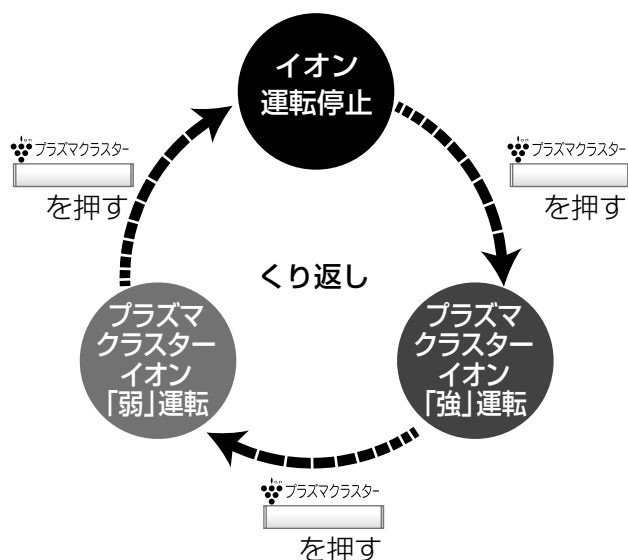 イオン
運転停止
ion
プラズマクラスター
を押す
ion
プラズマクラスター
を押す
くり返し
プラズマ
クラスター
イオン
「弱」運転
プラズマ
クラスター
イオン
「強」運転
ion
プラズマクラスター
を押す